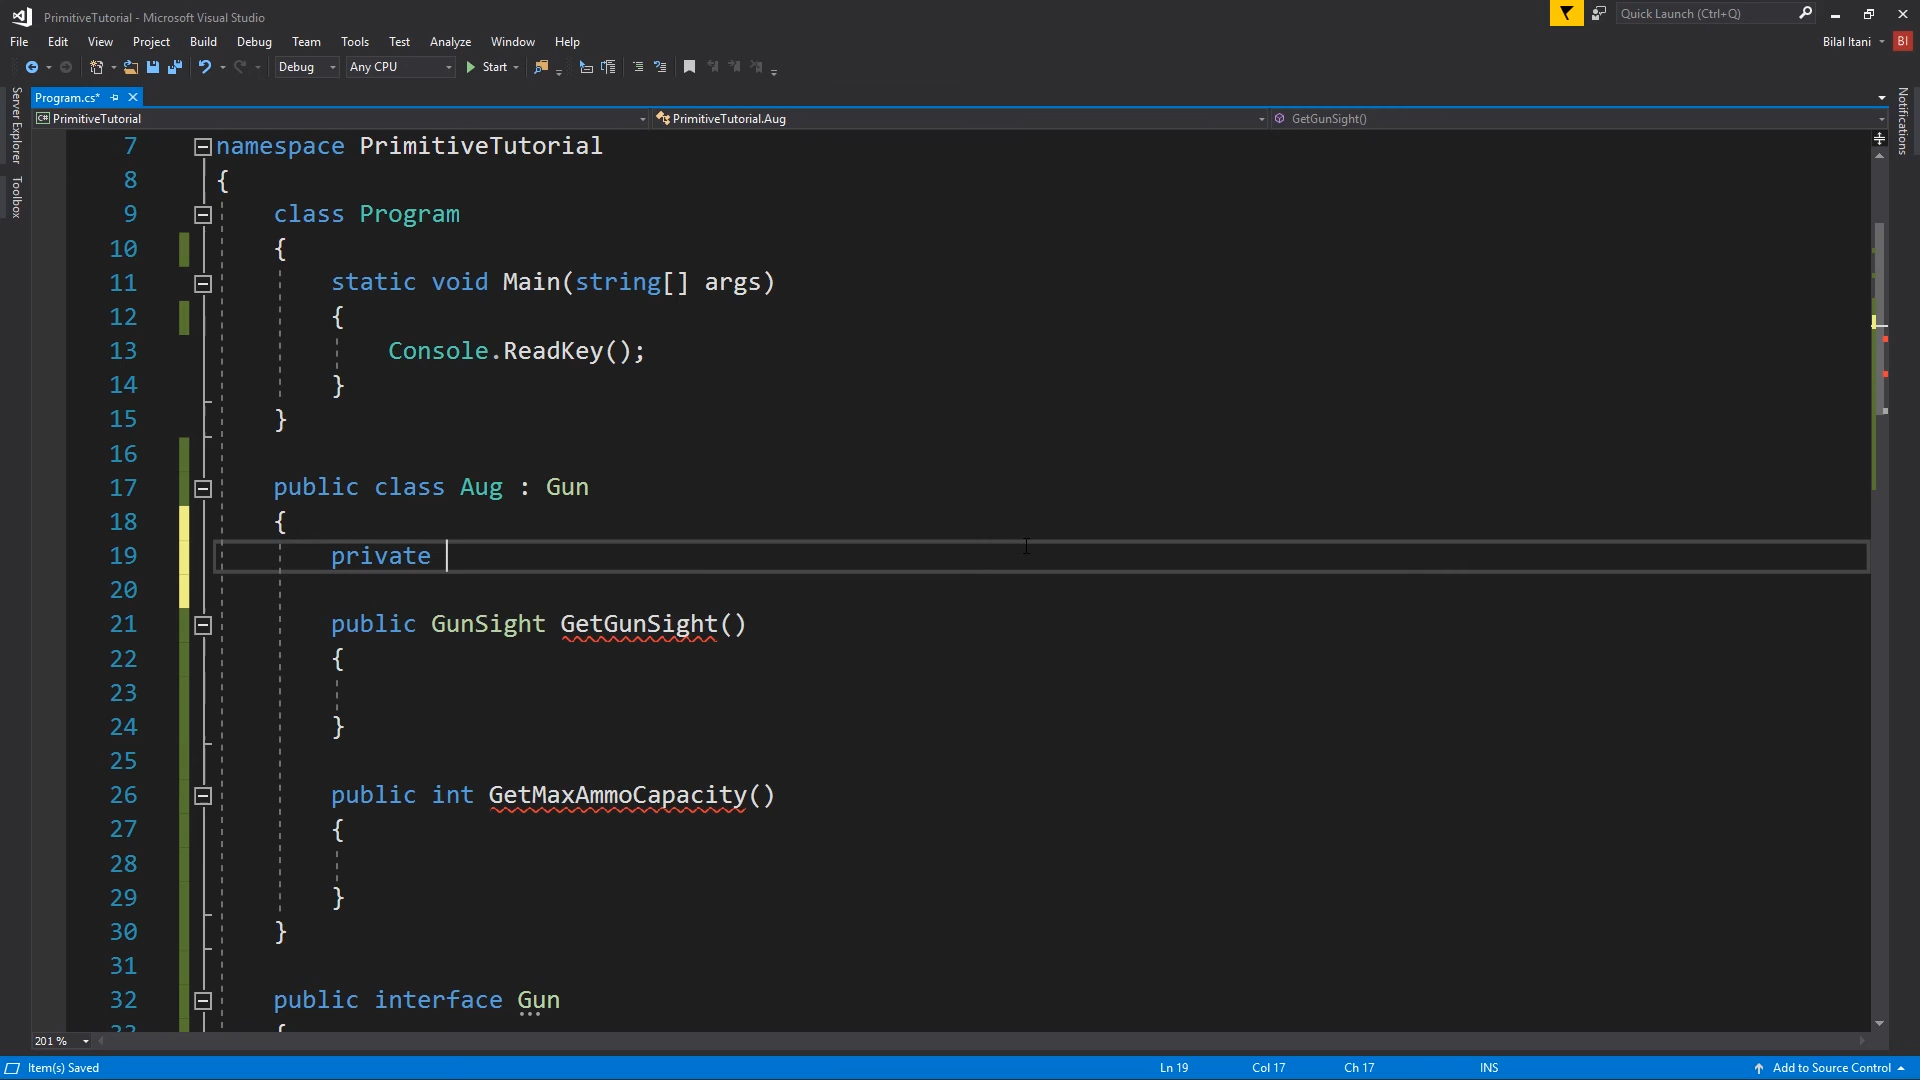 PrimitiveTutorial - Microsoft Visual Studio
Quick Launch (Ctrl+Q)
File Edit View Project Build Debug Team Tools Test Analyze Window Help
Bilal Itani BI
Debug Any CPU Start
Program.cs*
PrimitiveTutorial PrimitiveTutorial.Aug GetGunSight()
Server Explorer
Toolbox
Notifications
7 namespace PrimitiveTutorial
8 {
9 class Program
10 {
11 static void Main(string[] args)
12 {
13 Console.ReadKey();
14 }
15 }
16
17 public class Aug : Gun
18 {
19 private
20
21 public GunSight GetGunSight()
22 {
23
24 }
25
26 public int GetMaxAmmoCapacity()
27 {
28
29 }
30 }
31
32 public interface Gun
33 {
201 %
Item(s) Saved Ln 19 Col 17 Ch 17 INS Add to Source Control